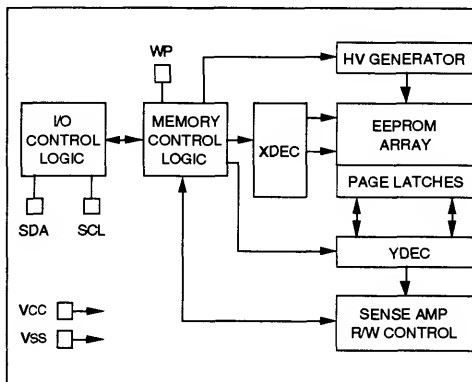 WP
HV GENERATOR
I/O
CONTROL
LOGIC
MEMORY
CONTROL
LOGIC
XDEC
EEPROM
ARRAY
PAGE LATCHES
SDA
SCL
YDEC
VCC
VSS
SENSE AMP
R/W CONTROL